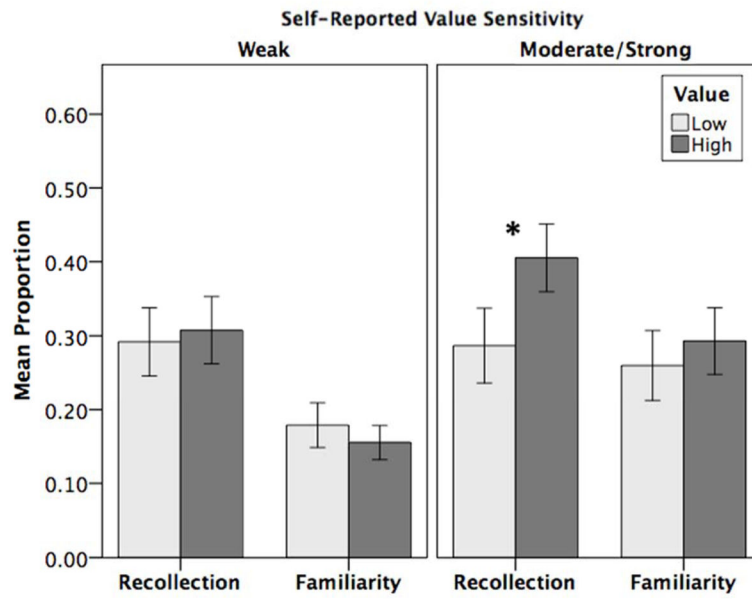 Self-Reported Value Sensitivity
Weak
Moderate/Strong
Value
Low
High
Mean Proportion
0.60
0.50
0.40
0.30
0.20
0.10
0.00
*
Recollection
Familiarity
Recollection
Familiarity